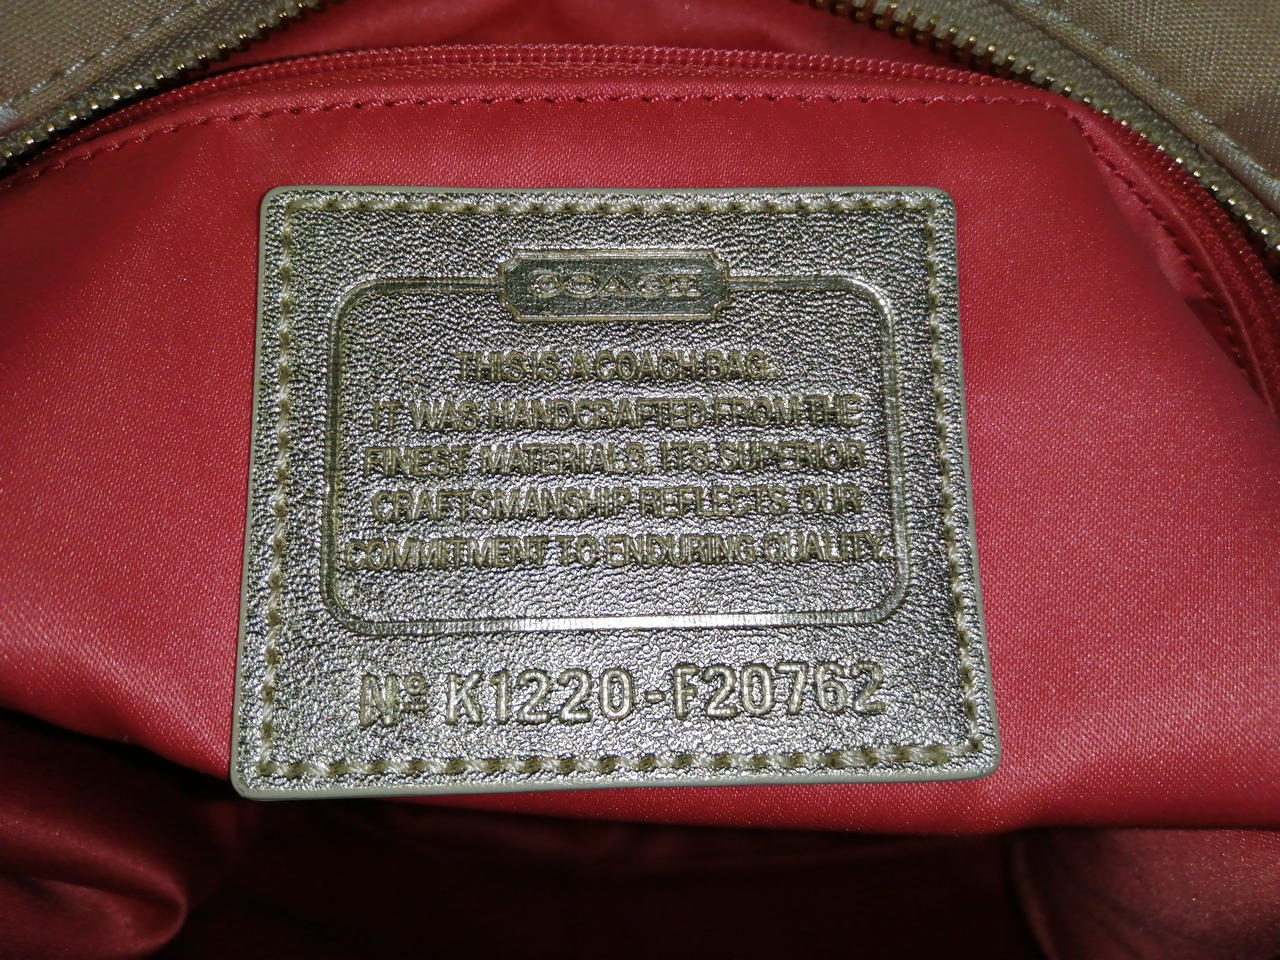 COACH
THIS IS A COACH BAG.
IT WAS HANDCRAFTED FROM THE
FINEST MATERIALS. ITS SUPERIOR
CRAFTSMANSHIP REFLECTS OUR
COMMITMENT TO ENDURING QUALITY.
Nº K1220-F20762